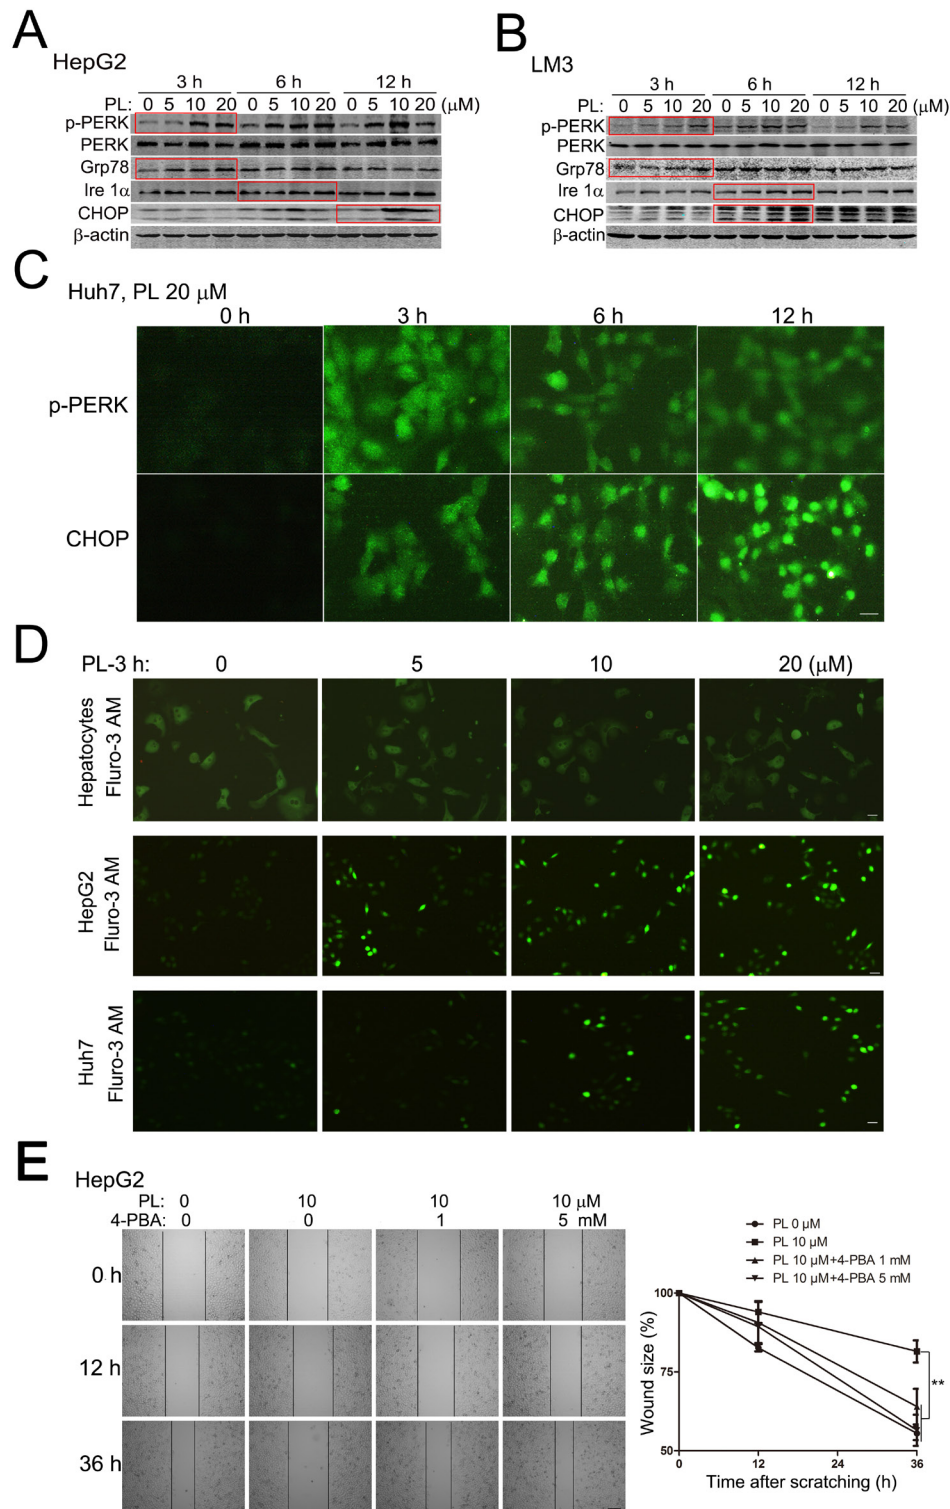 A
HepG2
3 h 6 h 12 h
PL: 0 5 10 20 0 5 10 20 0 5 10 20 (μM)
p-PERK
PERK
Grp78
Ire 1α
CHOP
β-actin
B
LM3
3 h 6 h 12 h
PL: 0 5 10 20 0 5 10 20 0 5 10 20 (μM)
p-PERK
PERK
Grp78
Ire 1α
CHOP
β-actin
C
Huh7, PL 20 μM
0 h 3 h 6 h 12 h
p-PERK
CHOP
D
PL-3 h: 0 5 10 20 (μM)
Hepatocytes
Fluro-3 AM
HepG2
Fluro-3 AM
Huh7
Fluro-3 AM
E
HepG2
PL: 0 10 10 10 μM
4-PBA: 0 0 1 5 mM
0 h
12 h
36 h
PL 0 μM
PL 10 μM
PL 10 μM+4-PBA 1 mM
PL 10 μM+4-PBA 5 mM
100
75
50
Wound size (%)
**
0 12 24 36
Time after scratching (h)